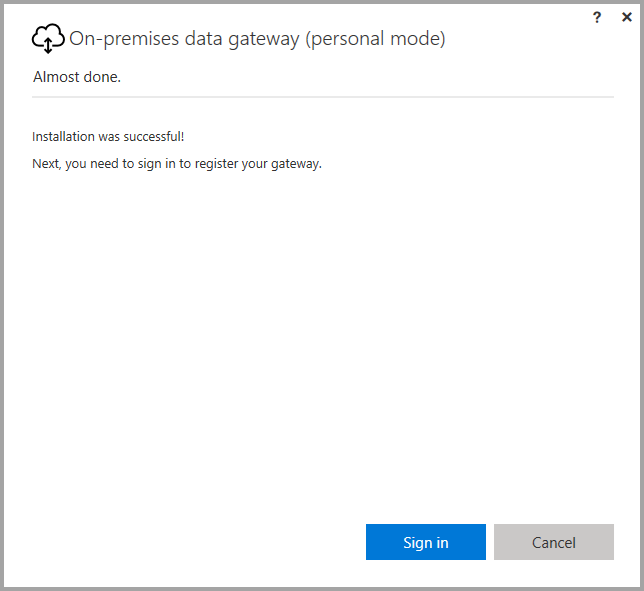 ?
On-premises data gateway (personal mode)
Almost done.
Installation was successful!
Next, you need to sign in to register your gateway.
Sign in
Cancel